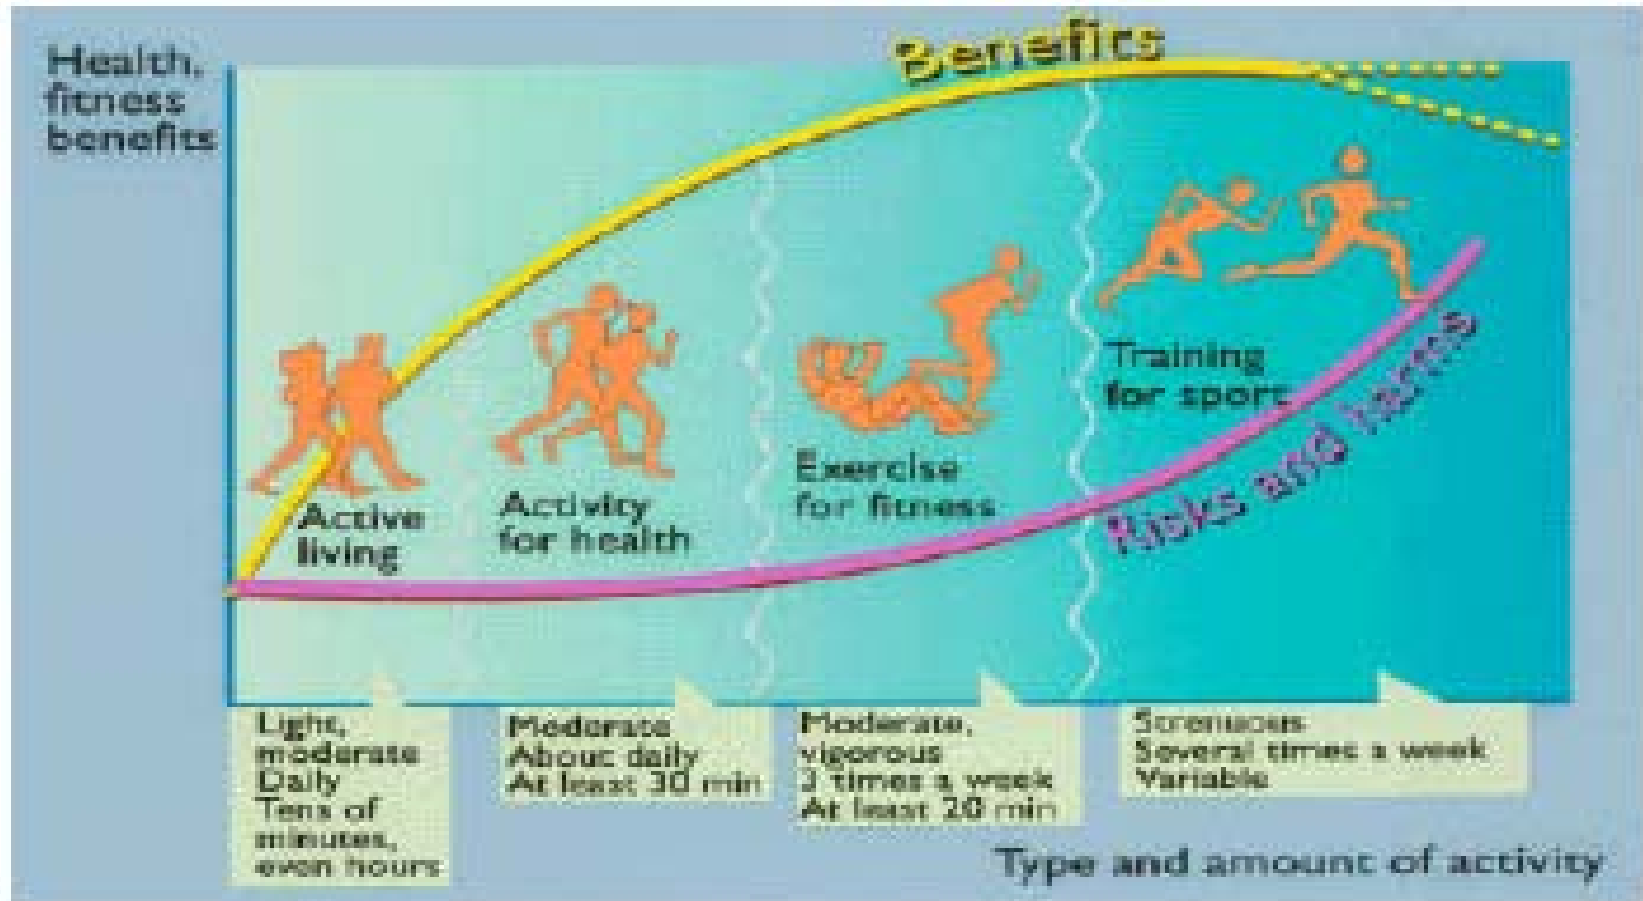 Health,
fitness
benefits
Benefits
Active
living
Activity
for health
Exercise
for fitness
Training
for sport
Risks and harms
Light,
moderate
Daily
Tens of
minutes,
even hours
Moderate
About daily
At least 30 min
Moderate,
vigorous
3 times a week
At least 20 min
Strenuous
Several times a week
Variable
Type and amount of activity